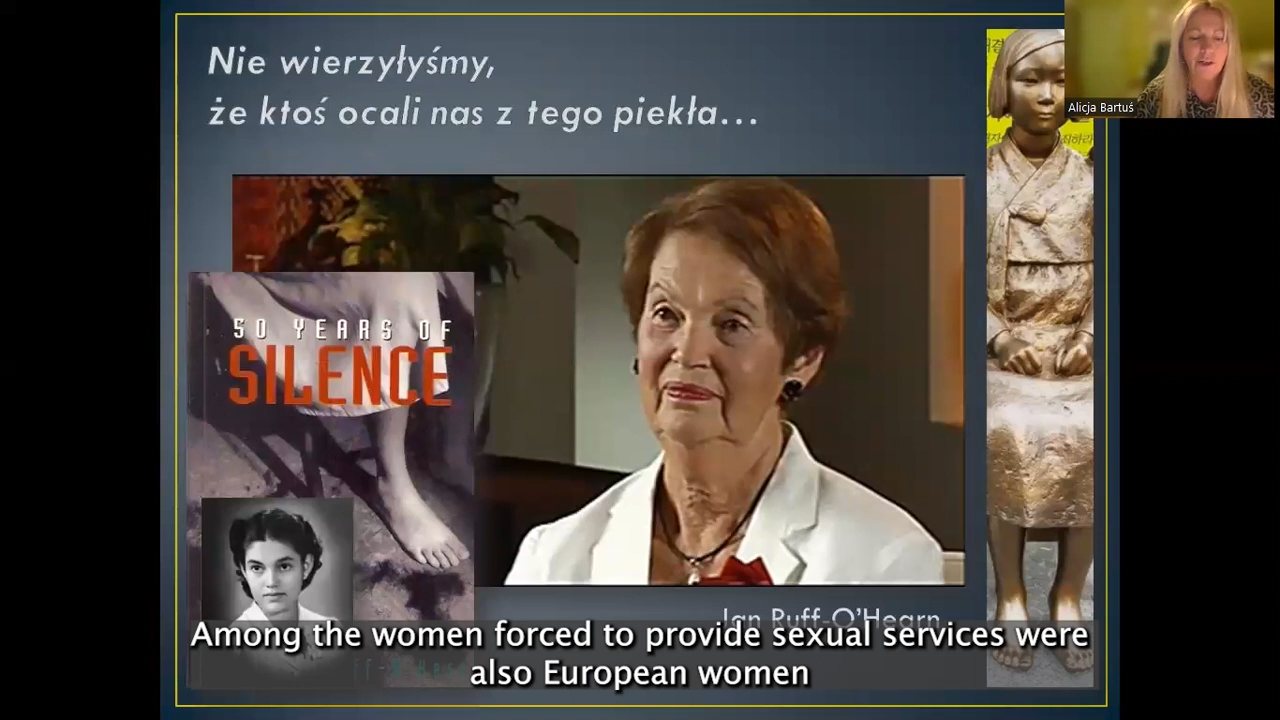 Nie wierzyłyśmy,
że ktoś ocali nas z tego piekła...
Alicja Bartuś
50 YEARS OF
SILENCE
Jan Ruff-O'Hearn
Among the women forced to provide sexual services were
also European women